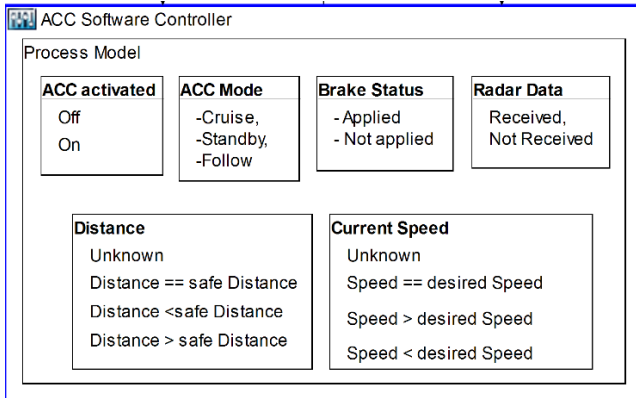 ACC Software Controller
Process Model
ACC activated
Off
On
ACC Mode
-Cruise,
-Standby,
-Follow
Brake Status
- Applied
- Not applied
Radar Data
Received,
Not Received
Distance
Unknown
Distance == safe Distance
Distance <safe Distance
Distance > safe Distance
Current Speed
Unknown
Speed == desired Speed
Speed > desired Speed
Speed < desired Speed